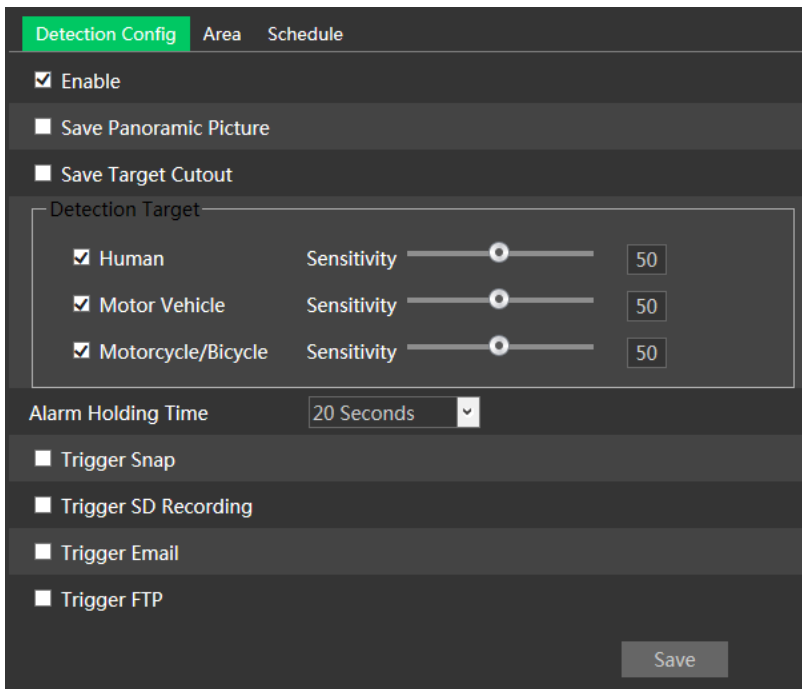 Detection Config Area Schedule
Enable
Save Panoramic Picture
Save Target Cutout
Detection Target
Human Sensitivity 50
Motor Vehicle Sensitivity 50
Motorcycle/Bicycle Sensitivity 50
Alarm Holding Time 20 Seconds
Trigger Snap
Trigger SD Recording
Trigger Email
Trigger FTP
Save